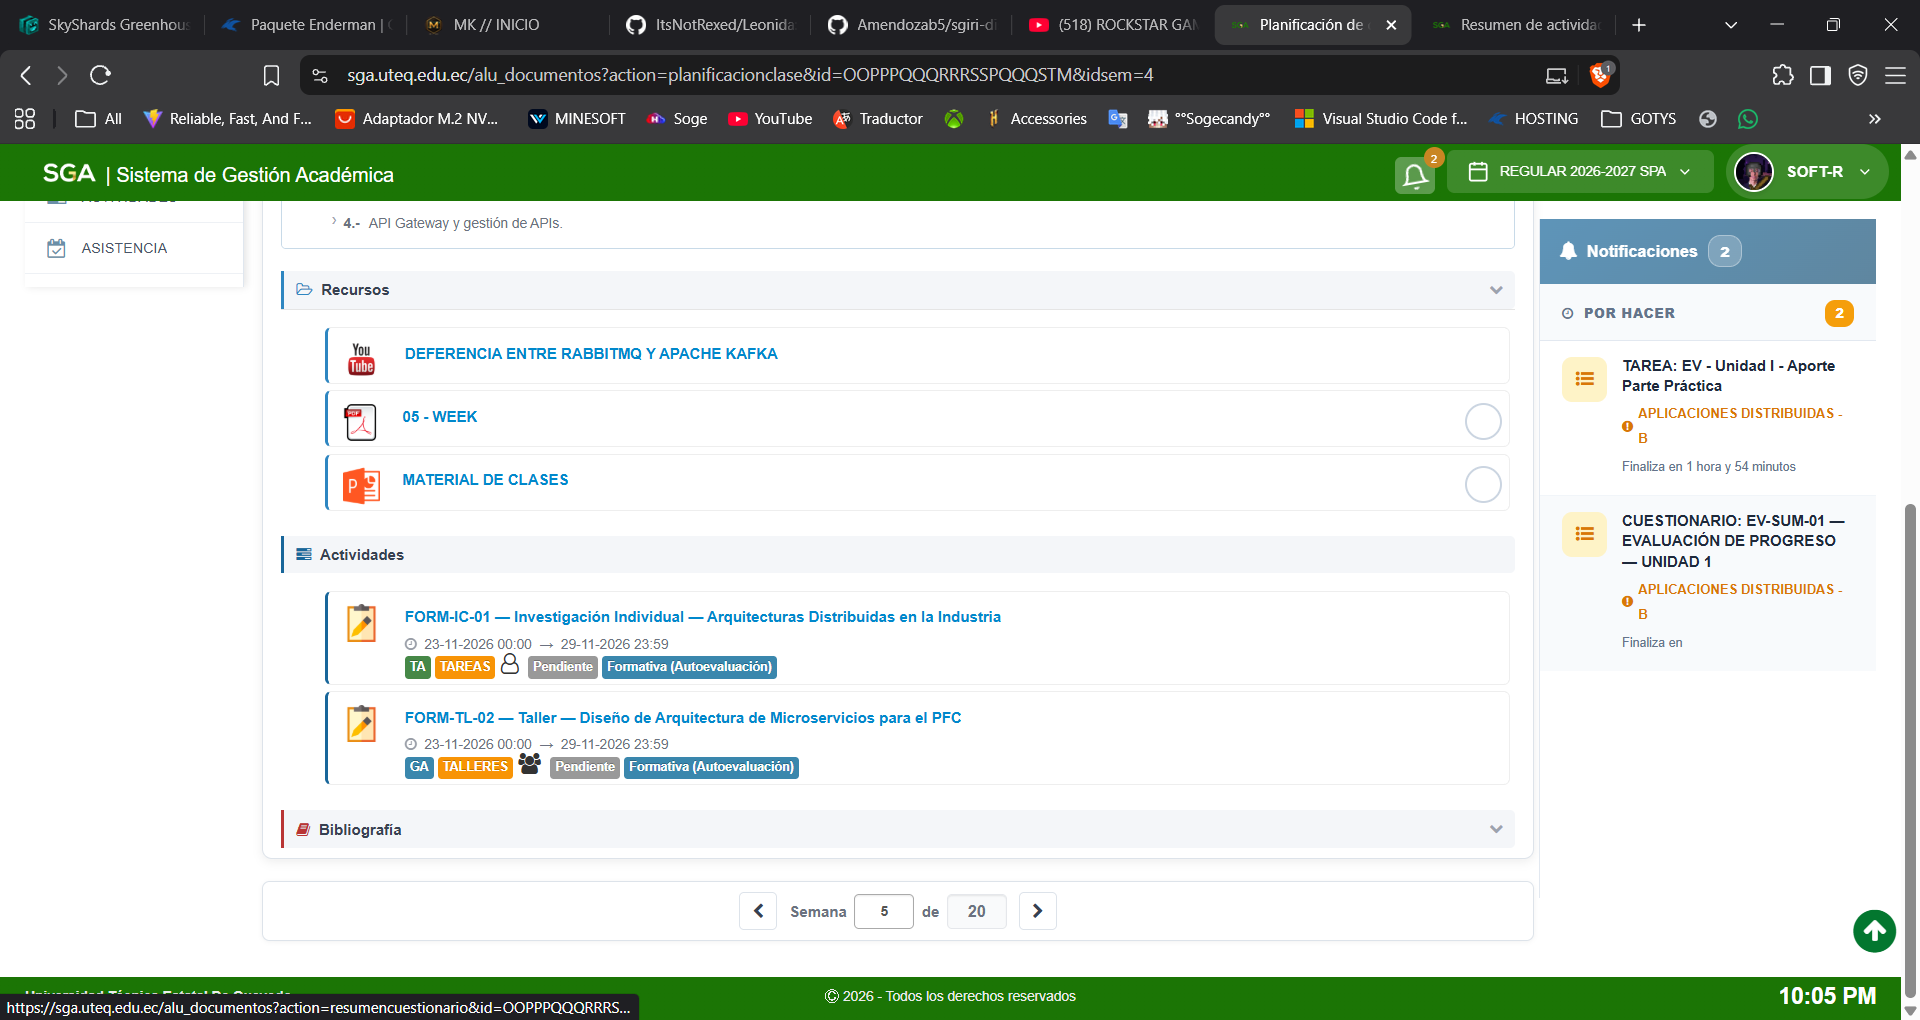 SkyShards Greenhous
Paquete Enderman |
MK // INICIO
ItsNotRexed/Leonida
Amendozab5/sgiri-di
(518) ROCKSTAR GAN
Planificación de
Resumen de activida
sga.uteq.edu.ec/alu_documentos?action=planificacionclase&id=OOPPPQQQRRRSSPQQQSTM&idsem=4
1
All
Reliable, Fast, And F...
Adaptador M.2 NV...
MINESOFT
Soge
YouTube
Traductor
Accessories
°°Sogecandy°°
Visual Studio Code f...
HOSTING
GOTYS
SGA | Sistema de Gestión Académica
2
REGULAR 2026-2027 SPA
SOFT-R
ASISTENCIA
4.- API Gateway y gestión de APIs.
Recursos
You
Tube
DEFERENCIA ENTRE RABBITMQ Y APACHE KAFKA
PDF
05 - WEEK
P
MATERIAL DE CLASES
Actividades
FORM-IC-01 — Investigación Individual — Arquitecturas Distribuidas en la Industria
23-11-2026 00:00 → 29-11-2026 23:59
TA TAREAS Pendiente Formativa (Autoevaluación)
FORM-TL-02 — Taller — Diseño de Arquitectura de Microservicios para el PFC
23-11-2026 00:00 → 29-11-2026 23:59
GA TALLERES Pendiente Formativa (Autoevaluación)
Bibliografía
Semana 5 de 20
Notificaciones 2
POR HACER 2
TAREA: EV - Unidad I - Aporte
Parte Práctica
APLICACIONES DISTRIBUIDAS -
B
Finaliza en 1 hora y 54 minutos
CUESTIONARIO: EV-SUM-01 —
EVALUACIÓN DE PROGRESO
— UNIDAD 1
APLICACIONES DISTRIBUIDAS -
B
Finaliza en
© 2026 - Todos los derechos reservados
10:05 PM
https://sga.uteq.edu.ec/alu_documentos?action=resumencuestionario&id=OOPPPQQQRRRS...